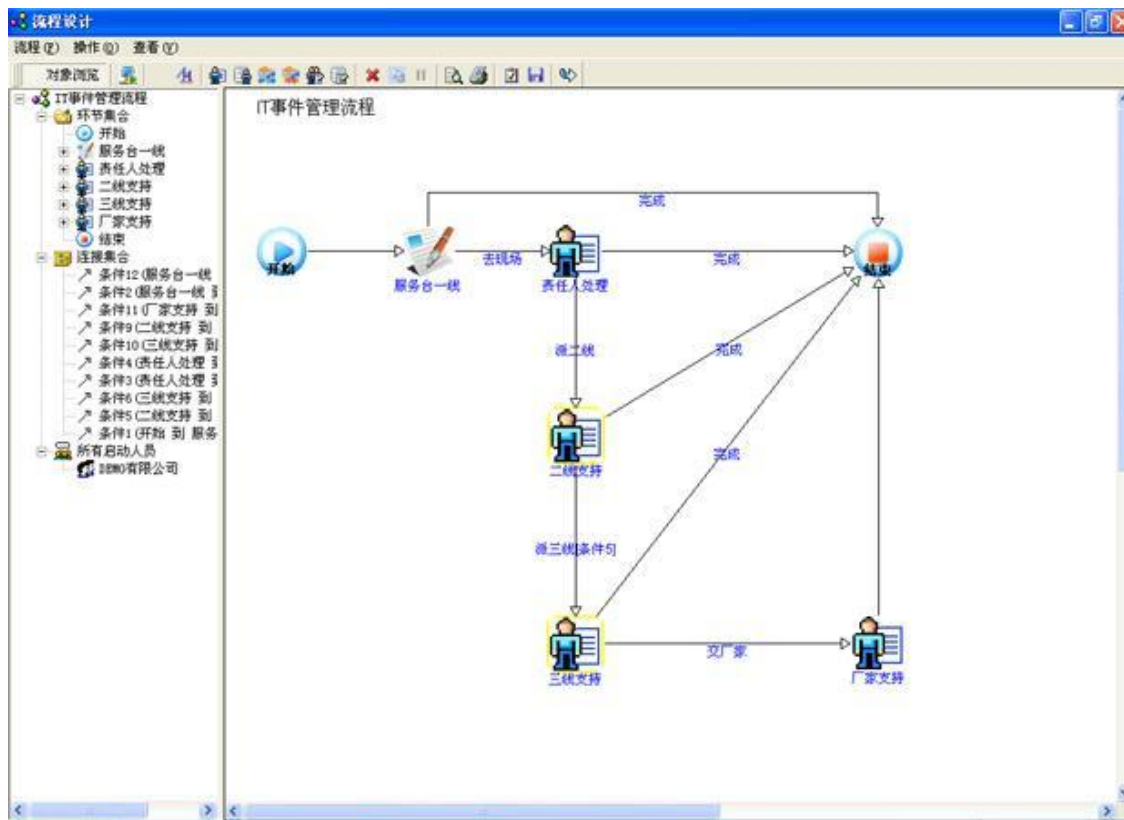 流程设计
流程(F) 操作(O) 查看(V)
对象浏览
IT事件管理流程
环节集合
开始
服务台一线
责任人处理
二线支持
三线支持
厂家支持
结束
连接集合
条件12(服务台一线
条件2(服务台一线 到
条件11(厂家支持 到
条件9(二线支持 到
条件10(三线支持 到
条件4(责任人处理 到
条件3(责任人处理 到
条件6(三线支持 到
条件5(二线支持 到
条件1(开始 到 服务
所有启动人员
DEMO有限公司
IT事件管理流程
完成
开始
服务台一线
去现场
责任人处理
完成
结束
派二线
完成
二线支持
完成
派三线[条件5]
三线支持
交厂家
厂家支持